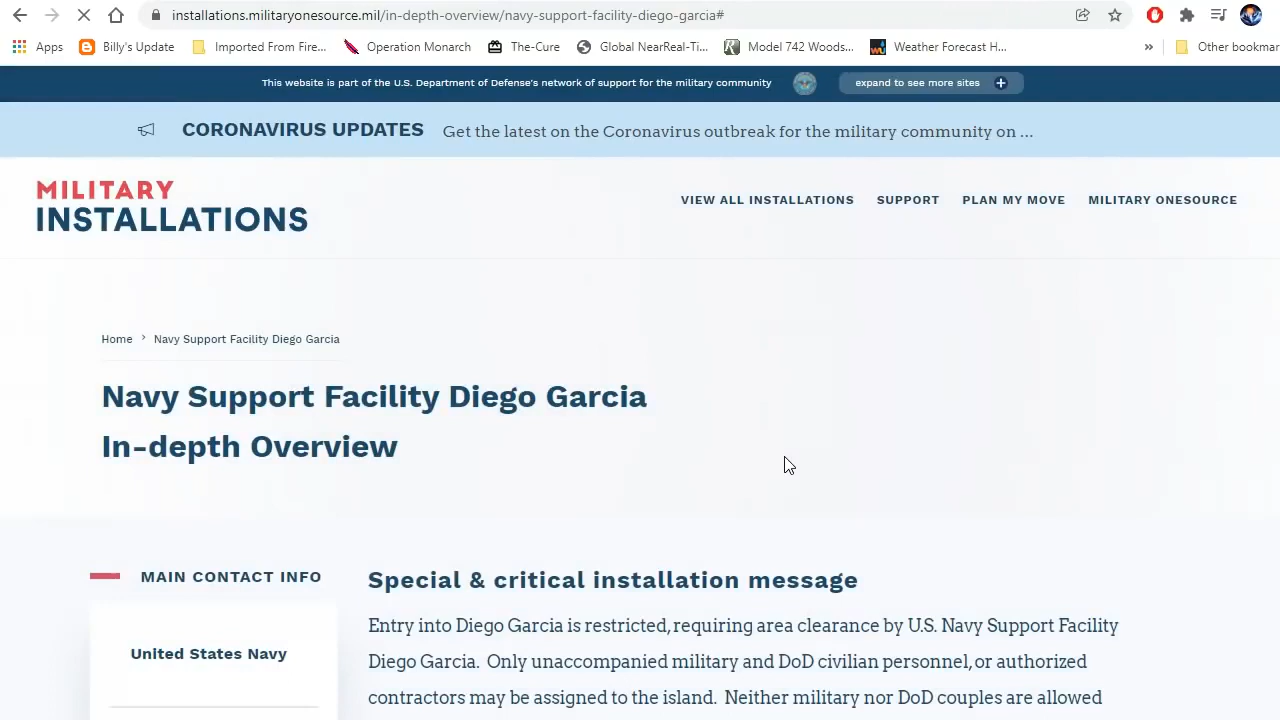 installations.militaryonesource.mil/in-depth-overview/navy-support-facility-diego-garcia#
Apps Billy's Update Imported From Fire... Operation Monarch The-Cure Global NearReal-Ti... Model 742 Woods... Weather Forecast H... » Other bookmar
This website is part of the U.S. Department of Defense's network of support for the military community expand to see more sites +
CORONAVIRUS UPDATES Get the latest on the Coronavirus outbreak for the military community on ...
MILITARY
INSTALLATIONS
VIEW ALL INSTALLATIONS SUPPORT PLAN MY MOVE MILITARY ONESOURCE
Home > Navy Support Facility Diego Garcia
Navy Support Facility Diego Garcia
In-depth Overview
MAIN CONTACT INFO
United States Navy
Special & critical installation message
Entry into Diego Garcia is restricted, requiring area clearance by U.S. Navy Support Facility
Diego Garcia. Only unaccompanied military and DoD civilian personnel, or authorized
contractors may be assigned to the island. Neither military nor DoD couples are allowed